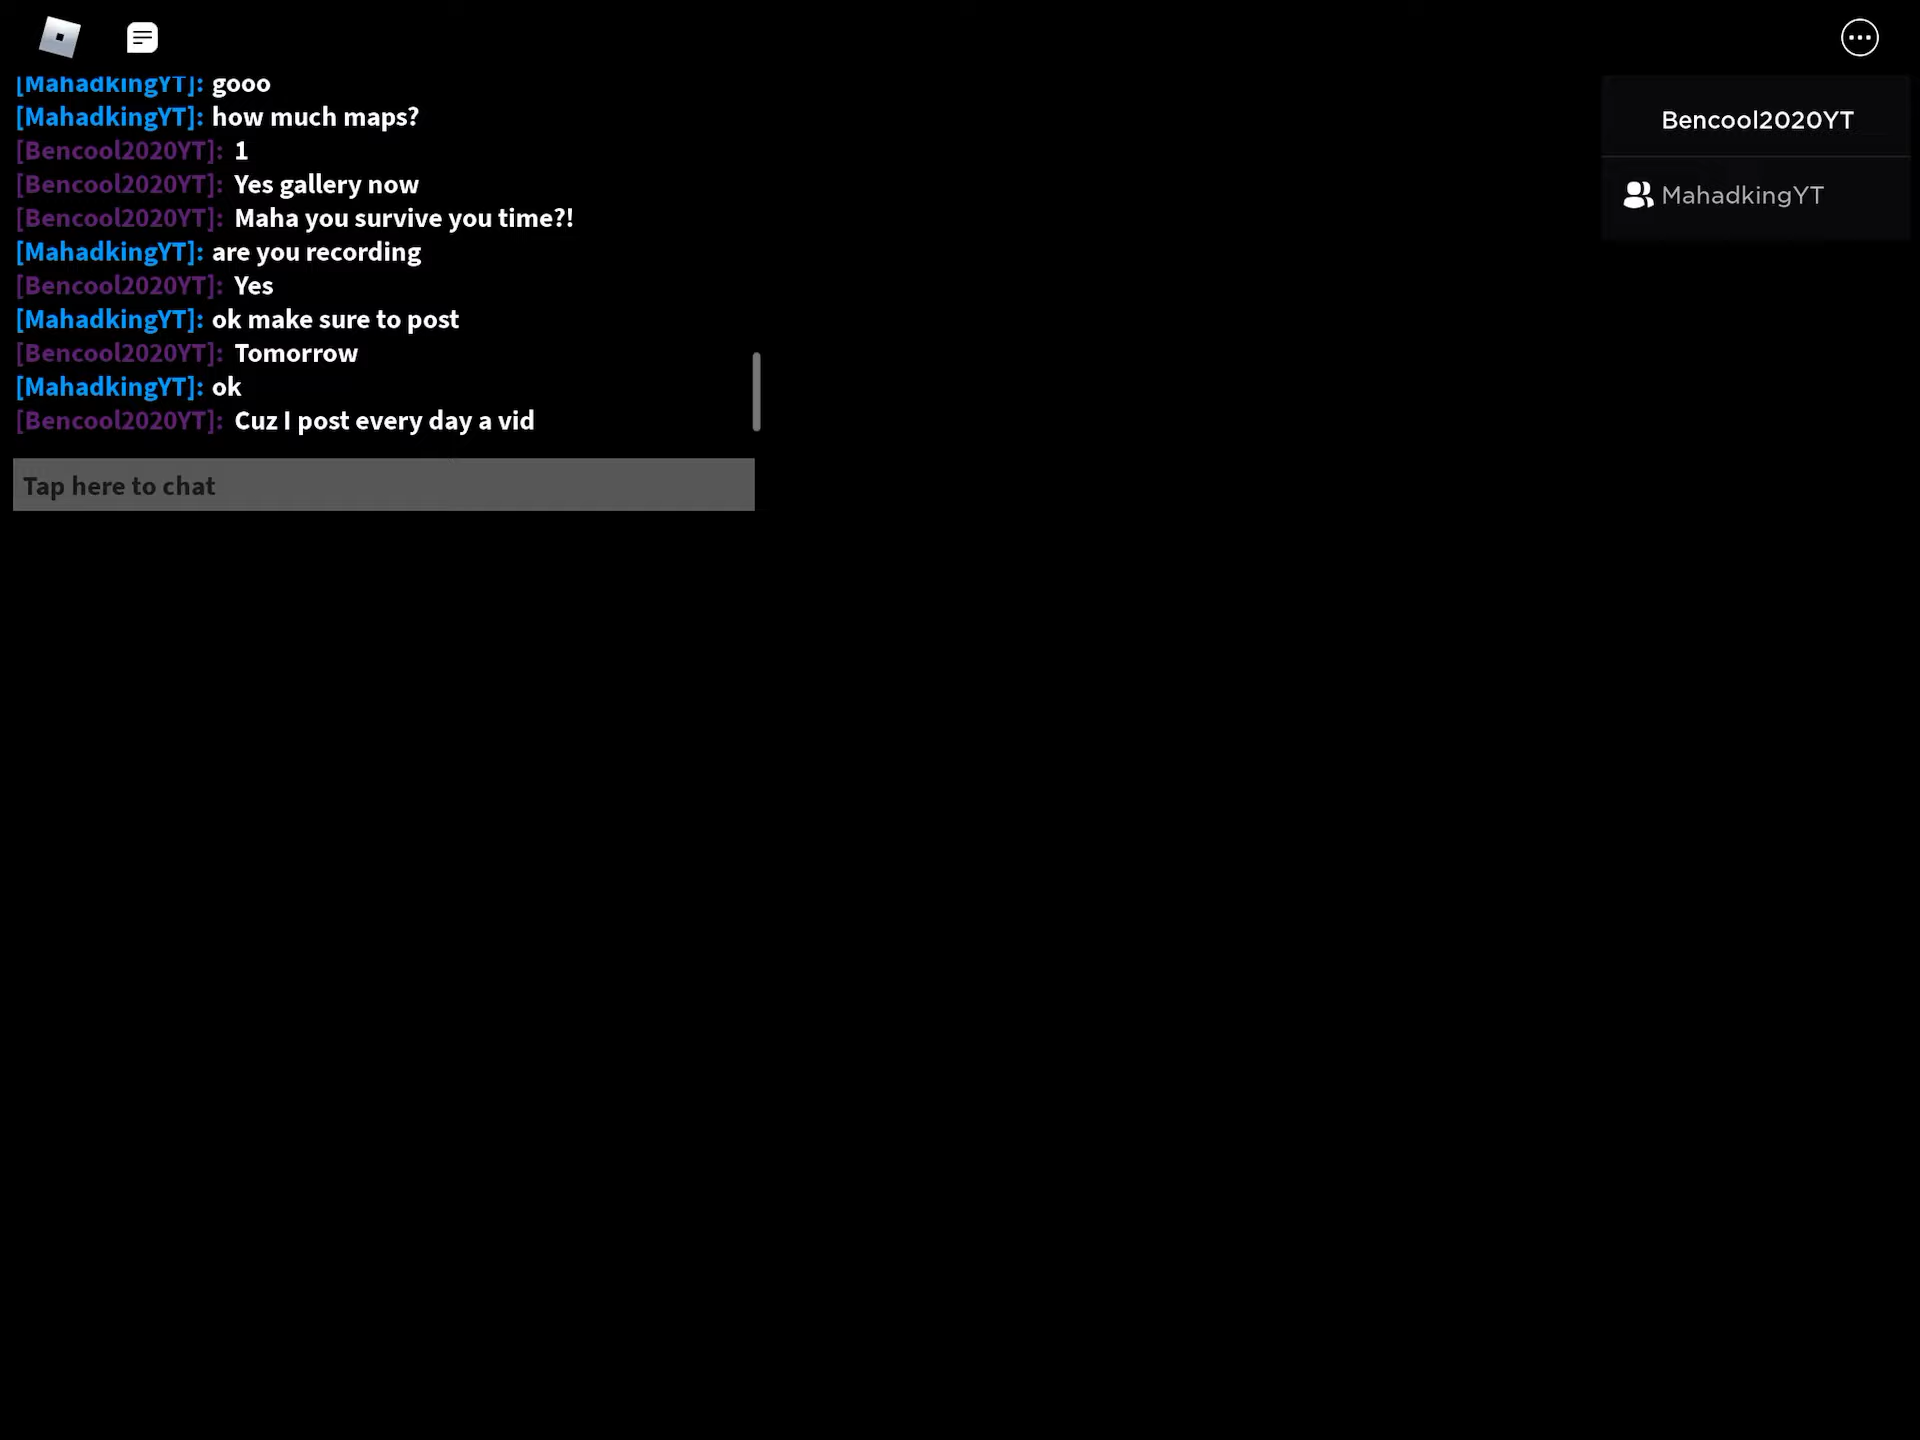 [MahadkingYT]: gooo
[MahadkingYT]: how much maps?
[Bencool2020YT]: 1
[Bencool2020YT]: Yes gallery now
[Bencool2020YT]: Maha you survive you time?!
[MahadkingYT]: are you recording
[Bencool2020YT]: Yes
[MahadkingYT]: ok make sure to post
[Bencool2020YT]: Tomorrow
[MahadkingYT]: ok
[Bencool2020YT]: Cuz I post every day a vid
Tap here to chat
Bencool2020YT
MahadkingYT